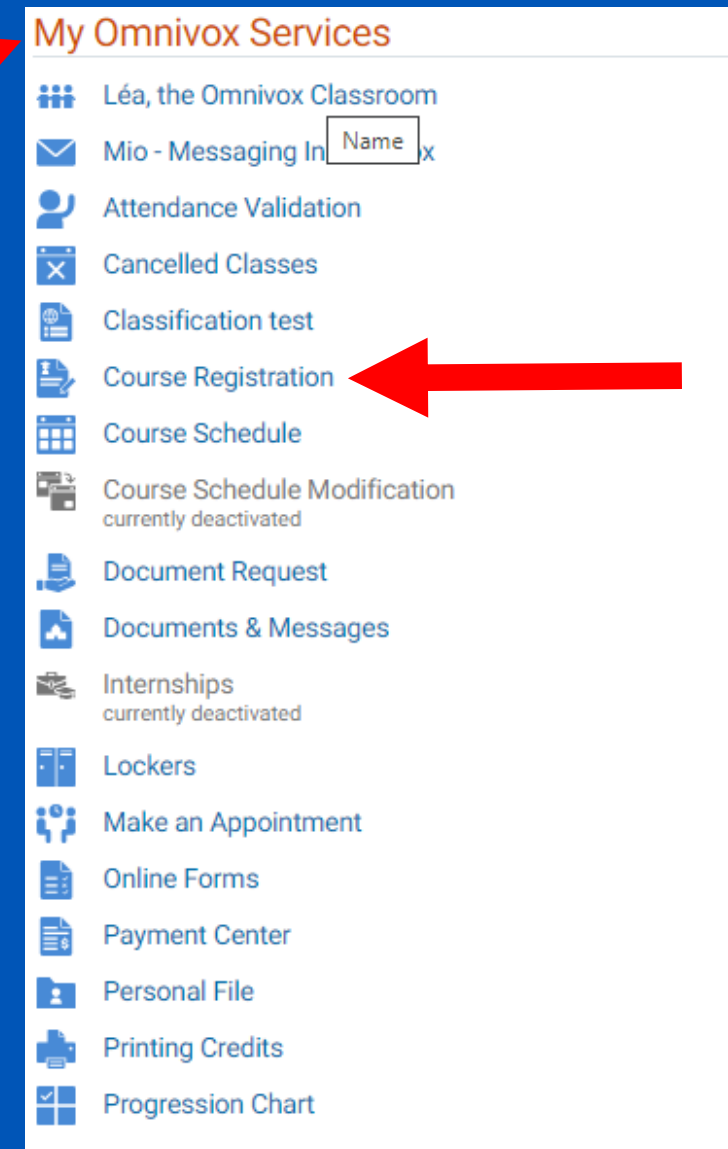 My Omnivox Services
Léa, the Omnivox Classroom
Mio - Messaging In
Name
x
Attendance Validation
Cancelled Classes
Classification test
Course Registration
Course Schedule
Course Schedule Modification
currently deactivated
Document Request
Documents & Messages
Internships
currently deactivated
Lockers
Make an Appointment
Online Forms
Payment Center
Personal File
Printing Credits
Progression Chart